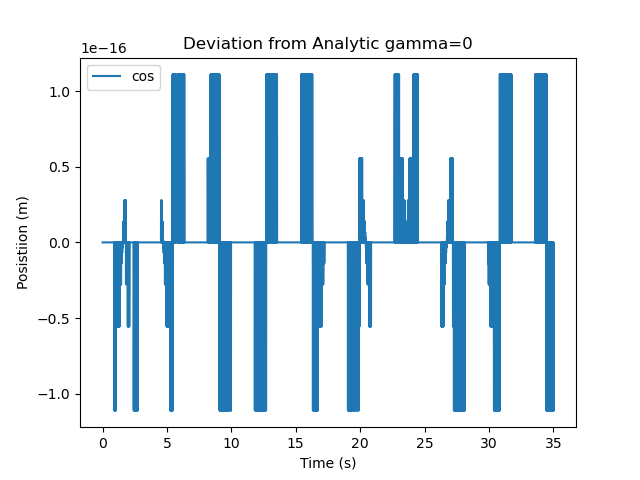 Deviation from Analytic gamma=0
1e−16
cos
1.0
0.5
0.0
−0.5
−1.0
Posistiion (m)
0 5 10 15 20 25 30 35
Time (s)